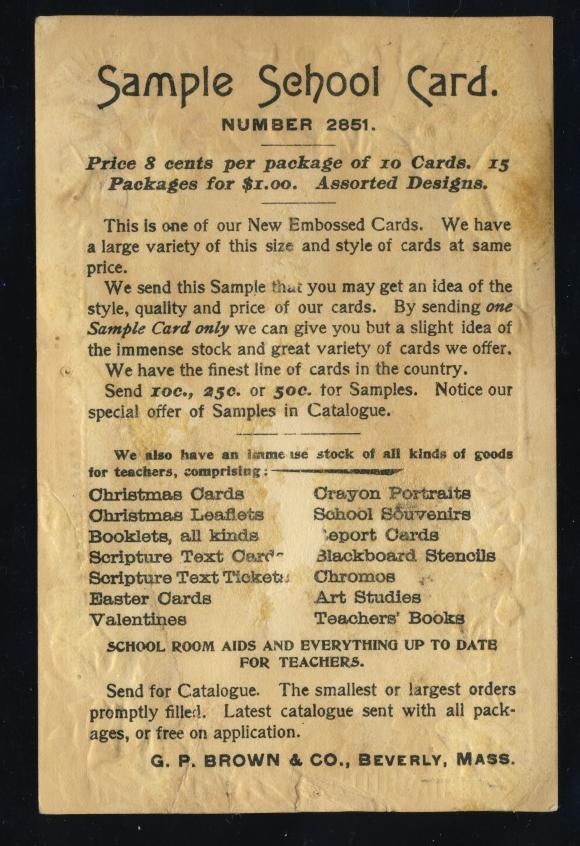 Sample School Card.
NUMBER 2851.
Price 8 cents per package of 10 Cards. 15
Packages for $1.00. Assorted Designs.
This is one of our New Embossed Cards. We have
a large variety of this size and style of cards at same
price.
We send this Sample that you may get an idea of the
style, quality and price of our cards. By sending one
Sample Card only we can give you but a slight idea of
the immense stock and great variety of cards we offer.
We have the finest line of cards in the country.
Send 10c., 25c. or 50c. for Samples. Notice our
special offer of Samples in Catalogue.
We also have an immense stock of all kinds of goods
for teachers, comprising:
Christmas Cards
Christmas Leaflets
Booklets, all kinds
Scripture Text Cards
Scripture Text Tickets
Easter Cards
Valentines
Crayon Portraits
School Souvenirs
Report Cards
Blackboard Stencils
Chromos
Art Studies
Teachers' Books
SCHOOL ROOM AIDS AND EVERYTHING UP TO DATE
FOR TEACHERS.
Send for Catalogue. The smallest or largest orders
promptly filled. Latest catalogue sent with all pack-
ages, or free on application.
G. P. BROWN & CO., BEVERLY, MASS.